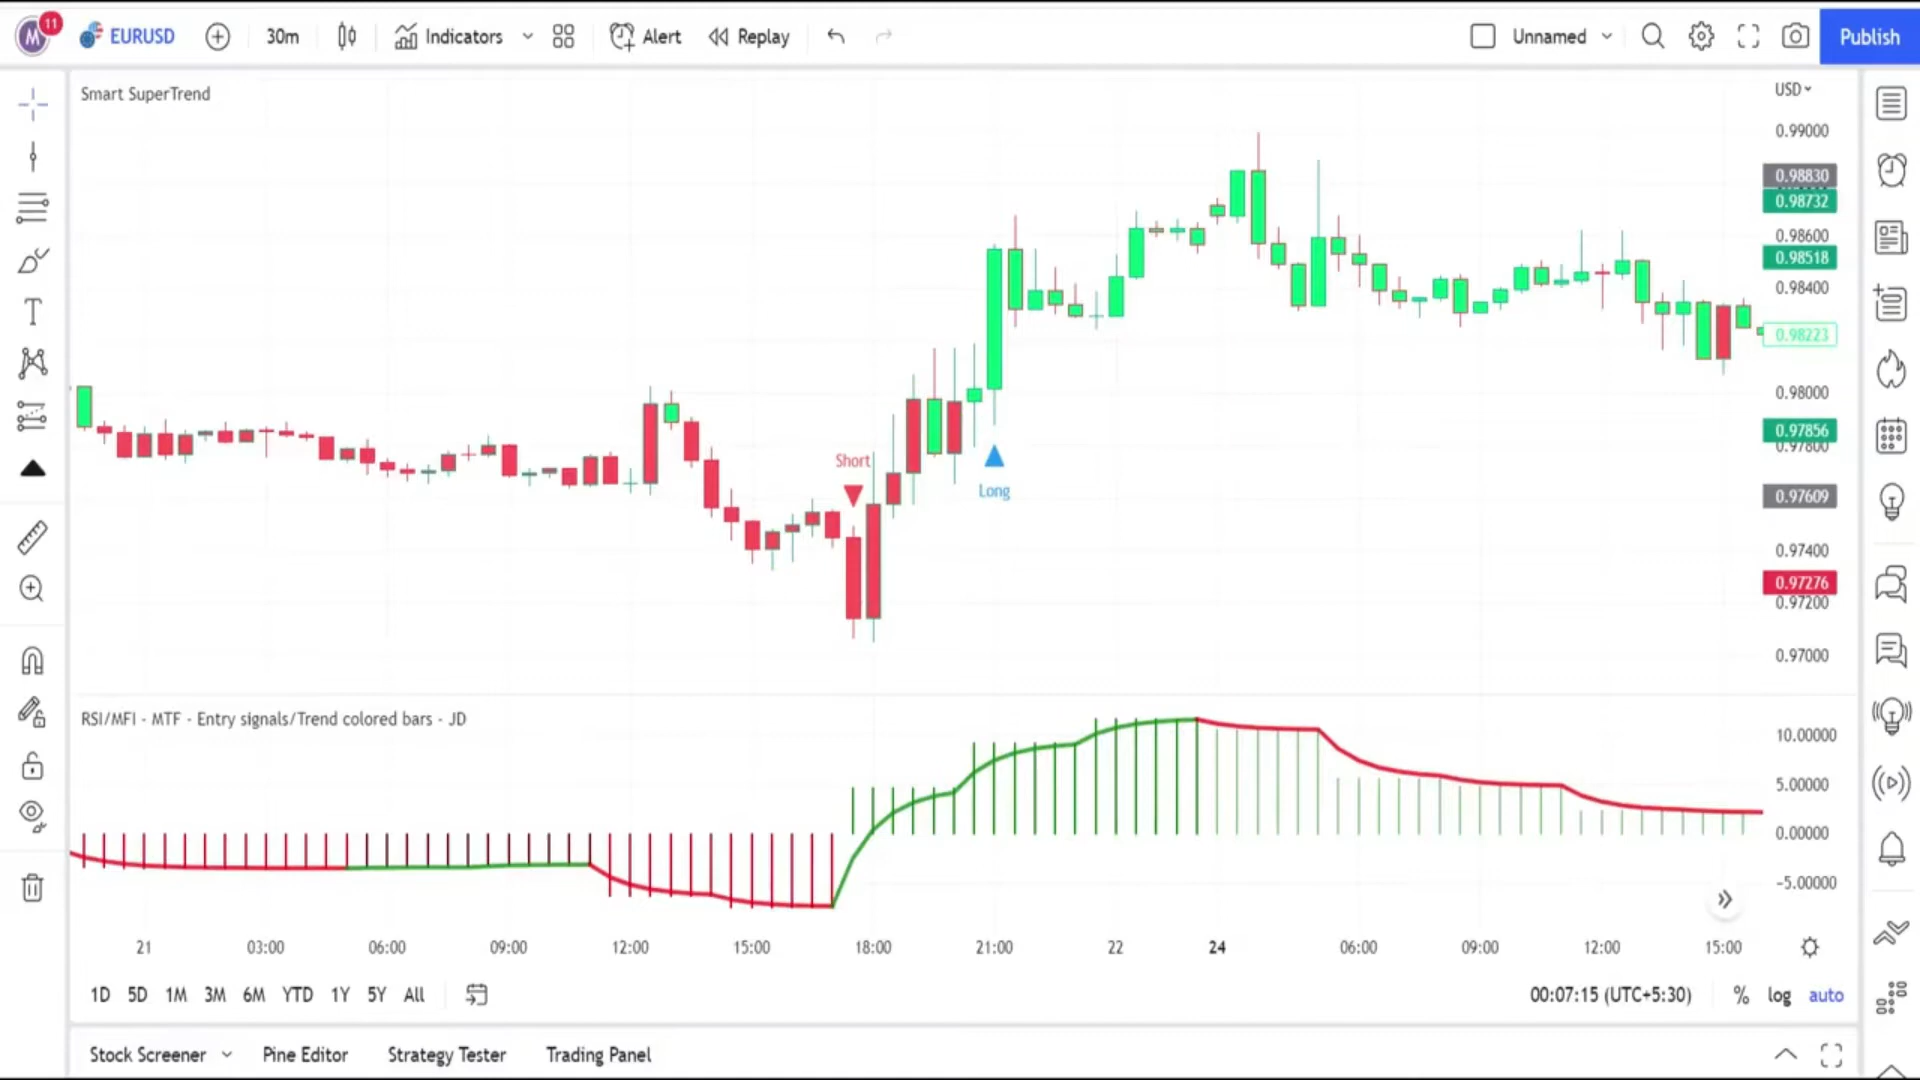 M 11 EURUSD 30m Indicators Alert Replay Unnamed Publish
Smart SuperTrend
USD
0.99000
0.98830
0.98732
0.98600
0.98518
0.98400
0.98223
0.98000
0.97856
0.97800
0.97609
0.97400
0.97276
0.97200
0.97000
Short
Long
RSI/MFI - MTF - Entry signals/Trend colored bars - JD
10.00000
5.00000
0.00000
−5.00000
21 03:00 06:00 09:00 12:00 15:00 18:00 21:00 22 24 06:00 09:00 12:00 15:00
1D 5D 1M 3M 6M YTD 1Y 5Y All 00:07:15 (UTC+5:30) % log auto
Stock Screener Pine Editor Strategy Tester Trading Panel